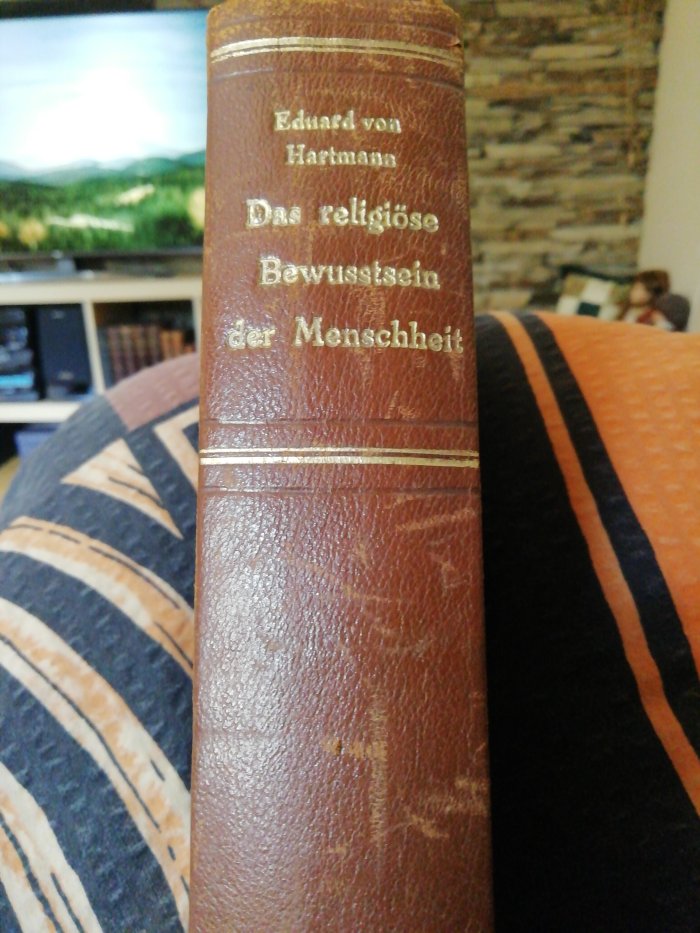 Eduard von
Hartmann
Das religiöse
Bewusstsein
der Menschheit